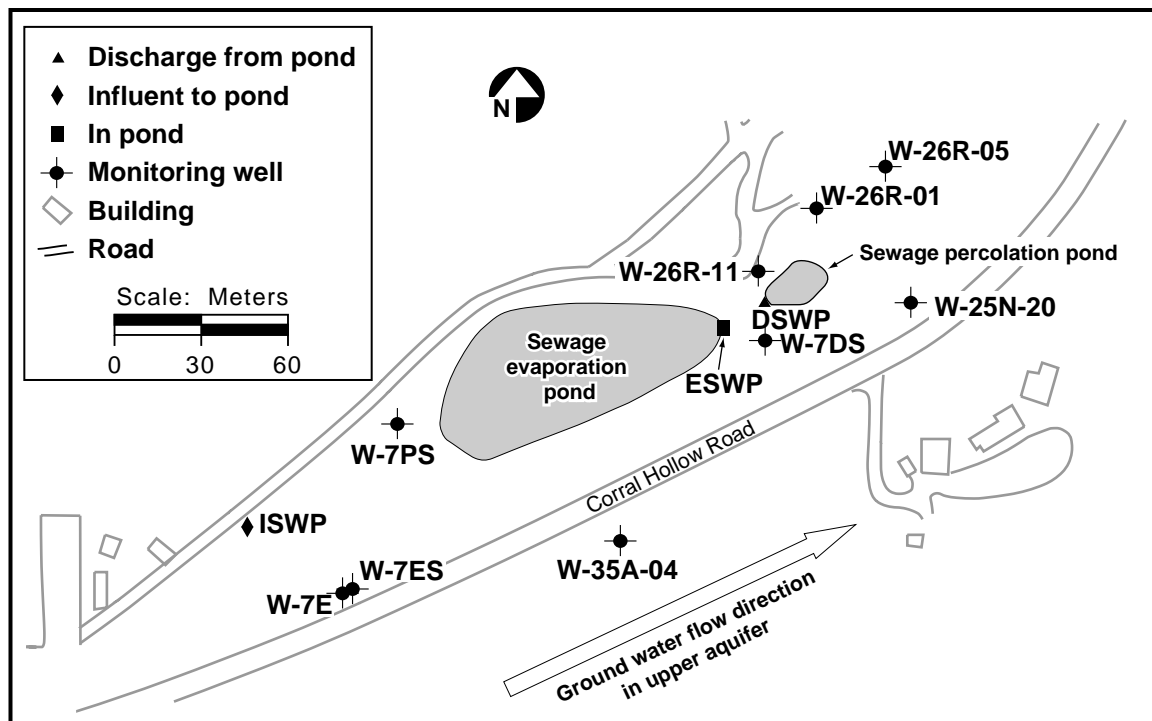 Discharge from pond
Influent to pond
In pond
Monitoring well
Building
Road
Scale: Meters
0 30 60
N
W-26R-05
W-26R-01
Sewage percolation pond
W-26R-11
W-25N-20
DSWP
W-7DS
Sewage
evaporation
pond
ESWP
W-7PS
Corral Hollow Road
ISWP
W-35A-04
W-7ES
W-7E
Ground water flow direction
in upper aquifer